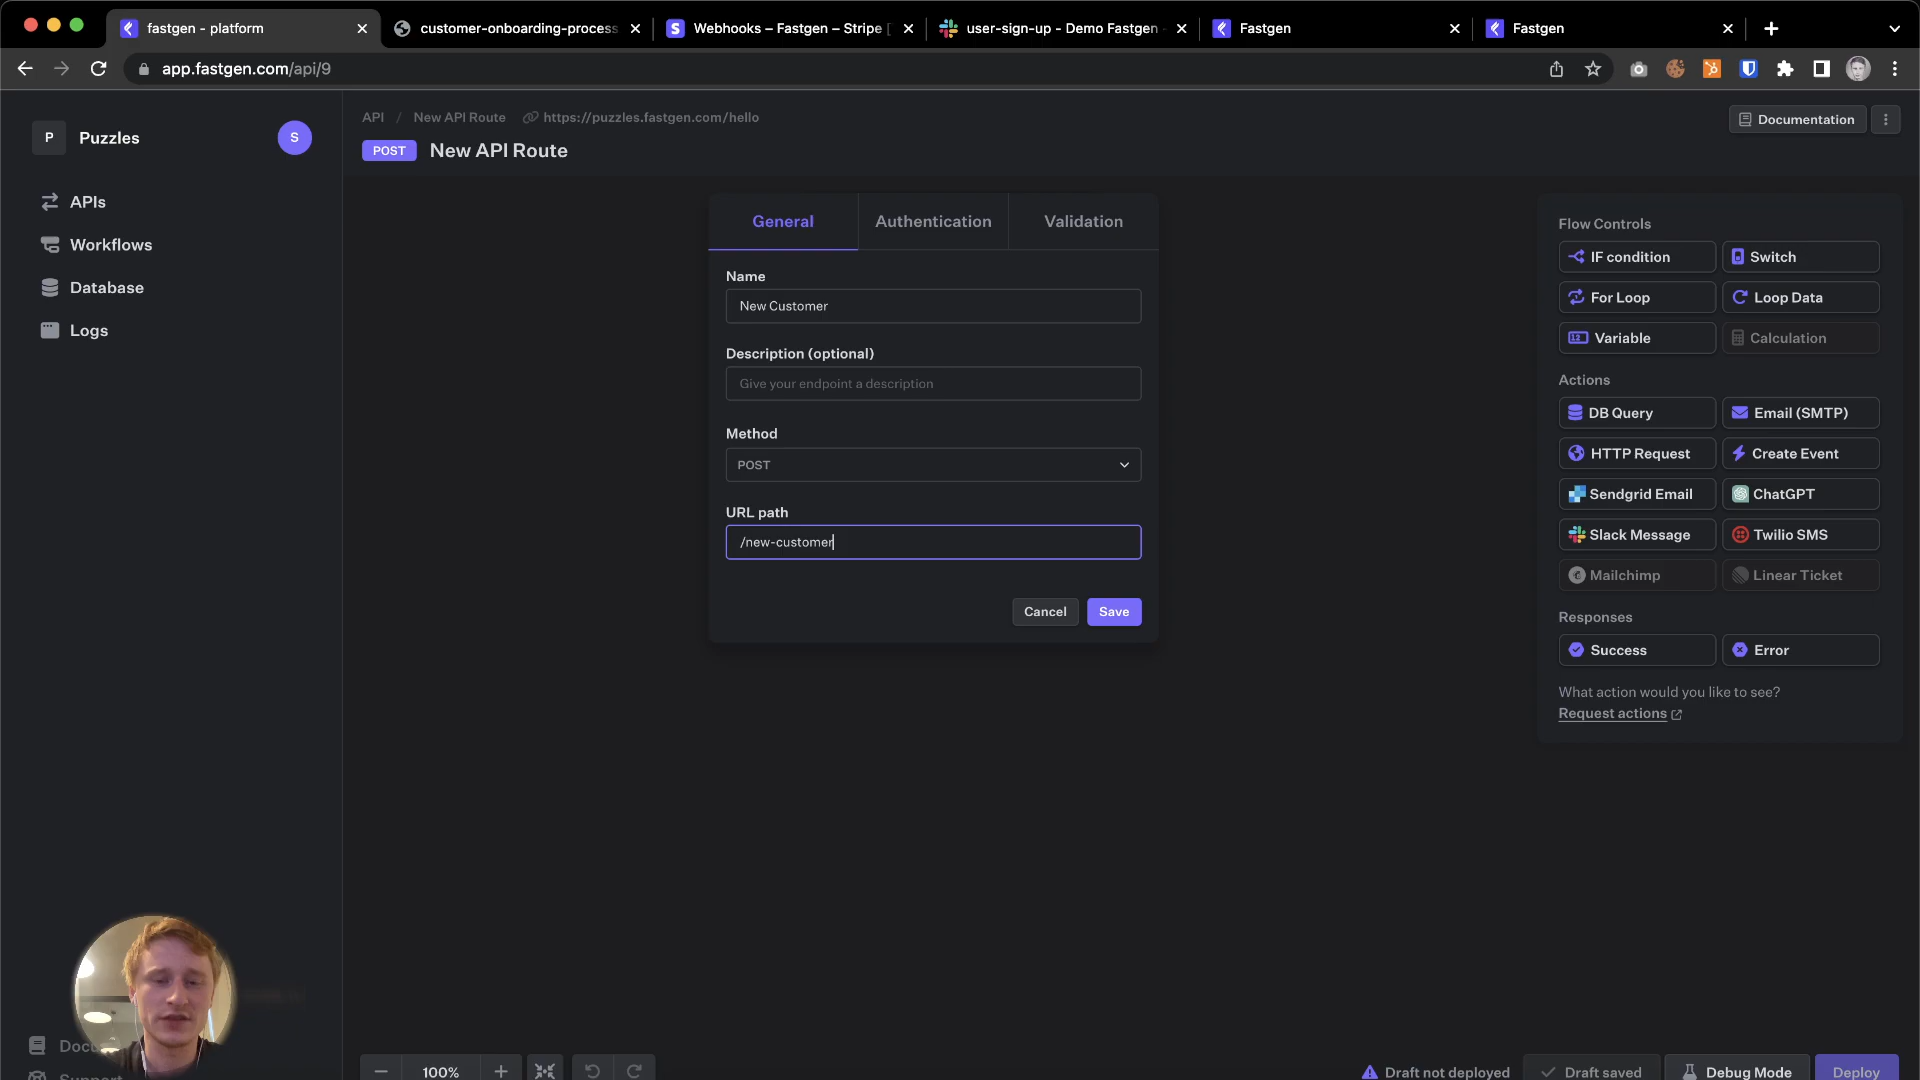 fastgen - platform
customer-onboarding-process
Webhooks – Fastgen – Stripe [
user-sign-up - Demo Fastgen -
Fastgen
Fastgen
app.fastgen.com/api/9
P
Puzzles
S
APIs
Workflows
Database
Logs
API / New API Route https://puzzles.fastgen.com/hello
POST New API Route
Documentation
General
Authentication
Validation
Name
New Customer
Description (optional)
Give your endpoint a description
Method
POST
URL path
/new-customer
Cancel
Save
Flow Controls
IF condition
Switch
For Loop
Loop Data
Variable
Calculation
Actions
DB Query
Email (SMTP)
HTTP Request
Create Event
Sendgrid Email
ChatGPT
Slack Message
Twilio SMS
Mailchimp
Linear Ticket
Responses
Success
Error
What action would you like to see?
Request actions
Support
100%
Draft not deployed
Draft saved
Debug Mode
Deploy